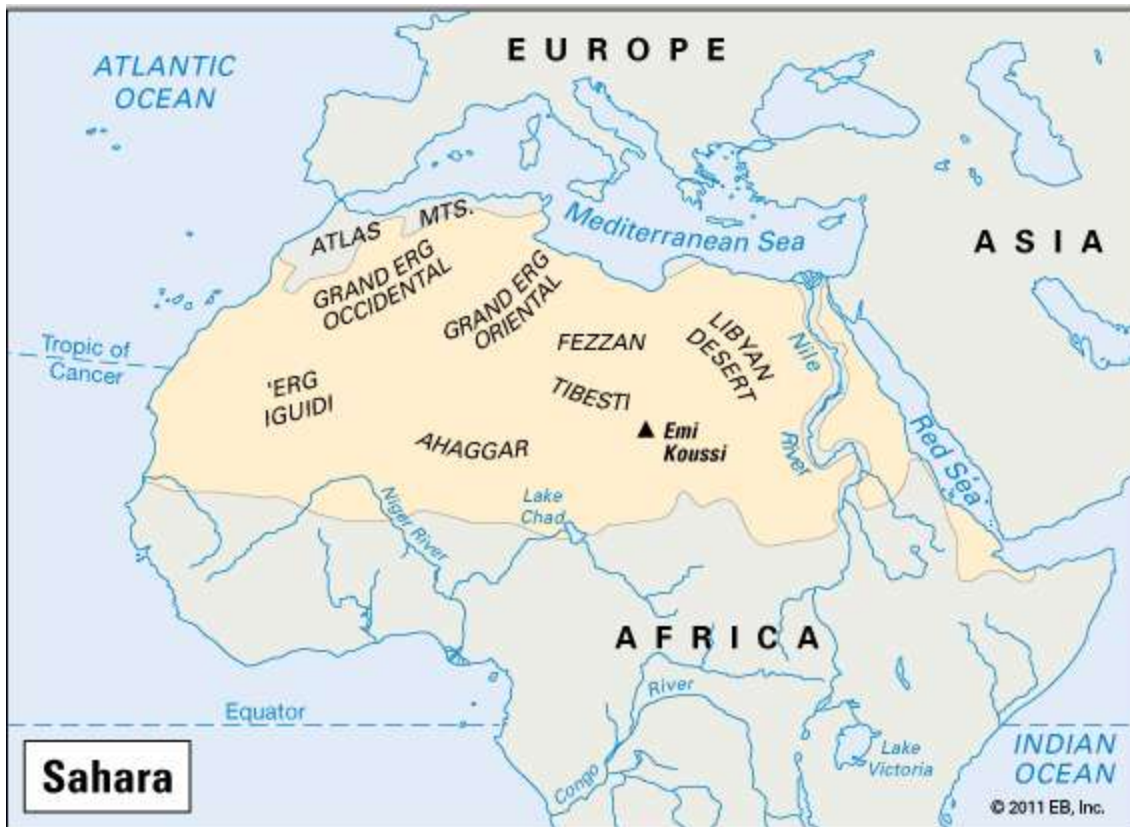 EUROPE
ATLANTIC
OCEAN
ATLAS
MTS.
Mediterranean Sea
ASIA
GRAND ERG
OCCIDENTAL
GRAND ERG
ORIENTAL
FEZZAN
LIBYAN
DESERT
Nile
River
Tropic of
Cancer
'ERG
IGUIDI
TIBESTI
AHAGGAR
Emi
Koussi
Red Sea
Niger River
Lake
Chad
AFRICA
River
Congo
Equator
Lake
Victoria
INDIAN
OCEAN
Sahara
© 2011 EB, Inc.